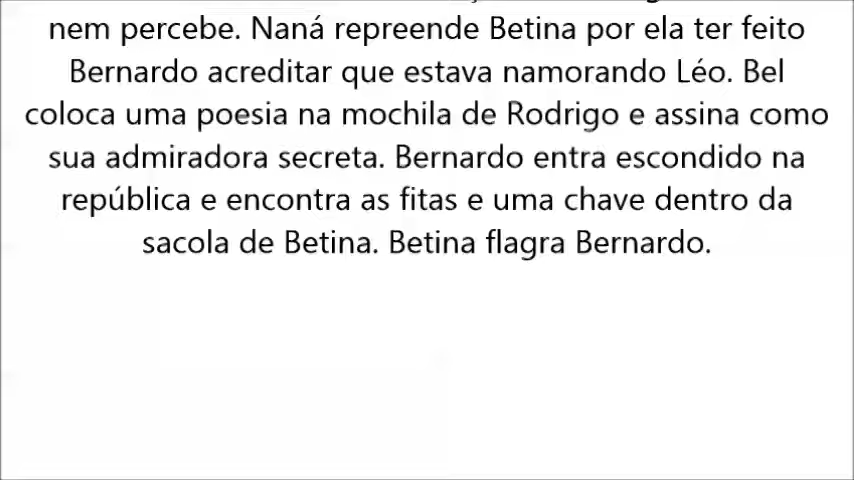 nem percebe. Naná repreende Betina por ela ter feito
Bernardo acreditar que estava namorando Léo. Bel
coloca uma poesia na mochila de Rodrigo e assina como
sua admiradora secreta. Bernardo entra escondido na
república e encontra as fitas e uma chave dentro da
sacola de Betina. Betina flagra Bernardo.